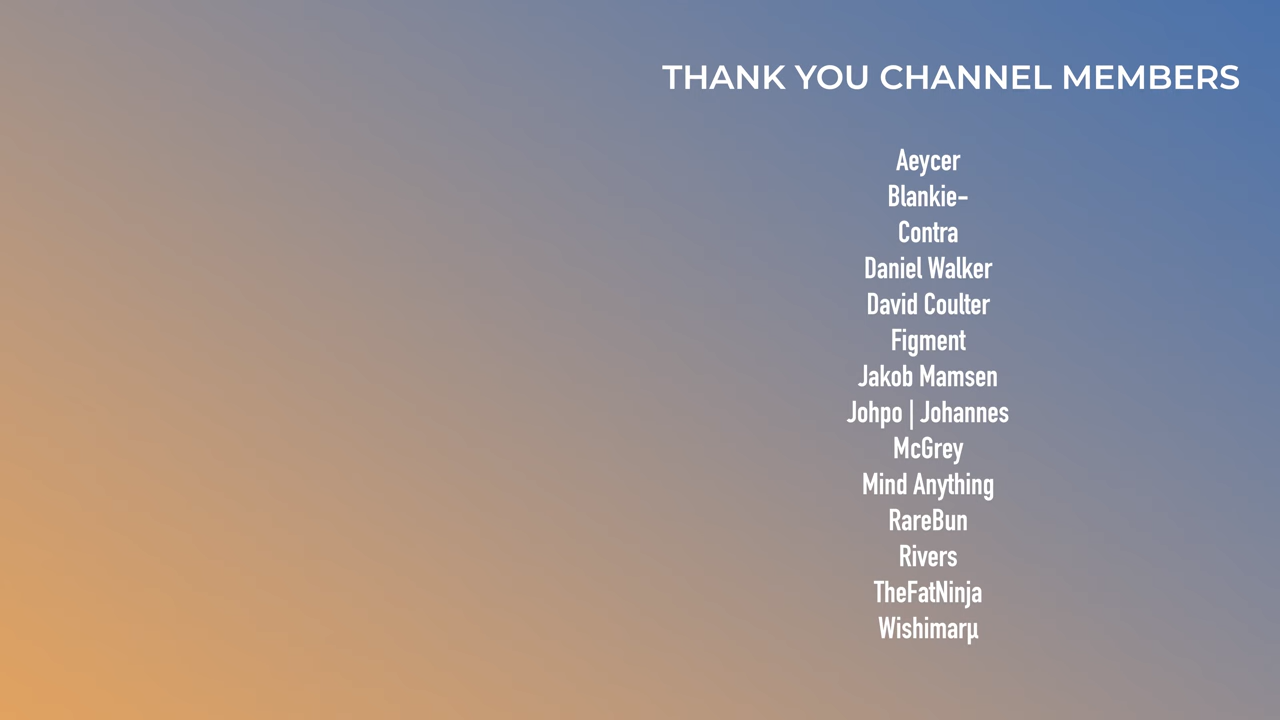 THANK YOU CHANNEL MEMBERS
Aeycer
Blankie-
Contra
Daniel Walker
David Coulter
Figment
Jakob Mamsen
Johpo | Johannes
McGrey
Mind Anything
RareBun
Rivers
TheFatNinja
Wishimarμ